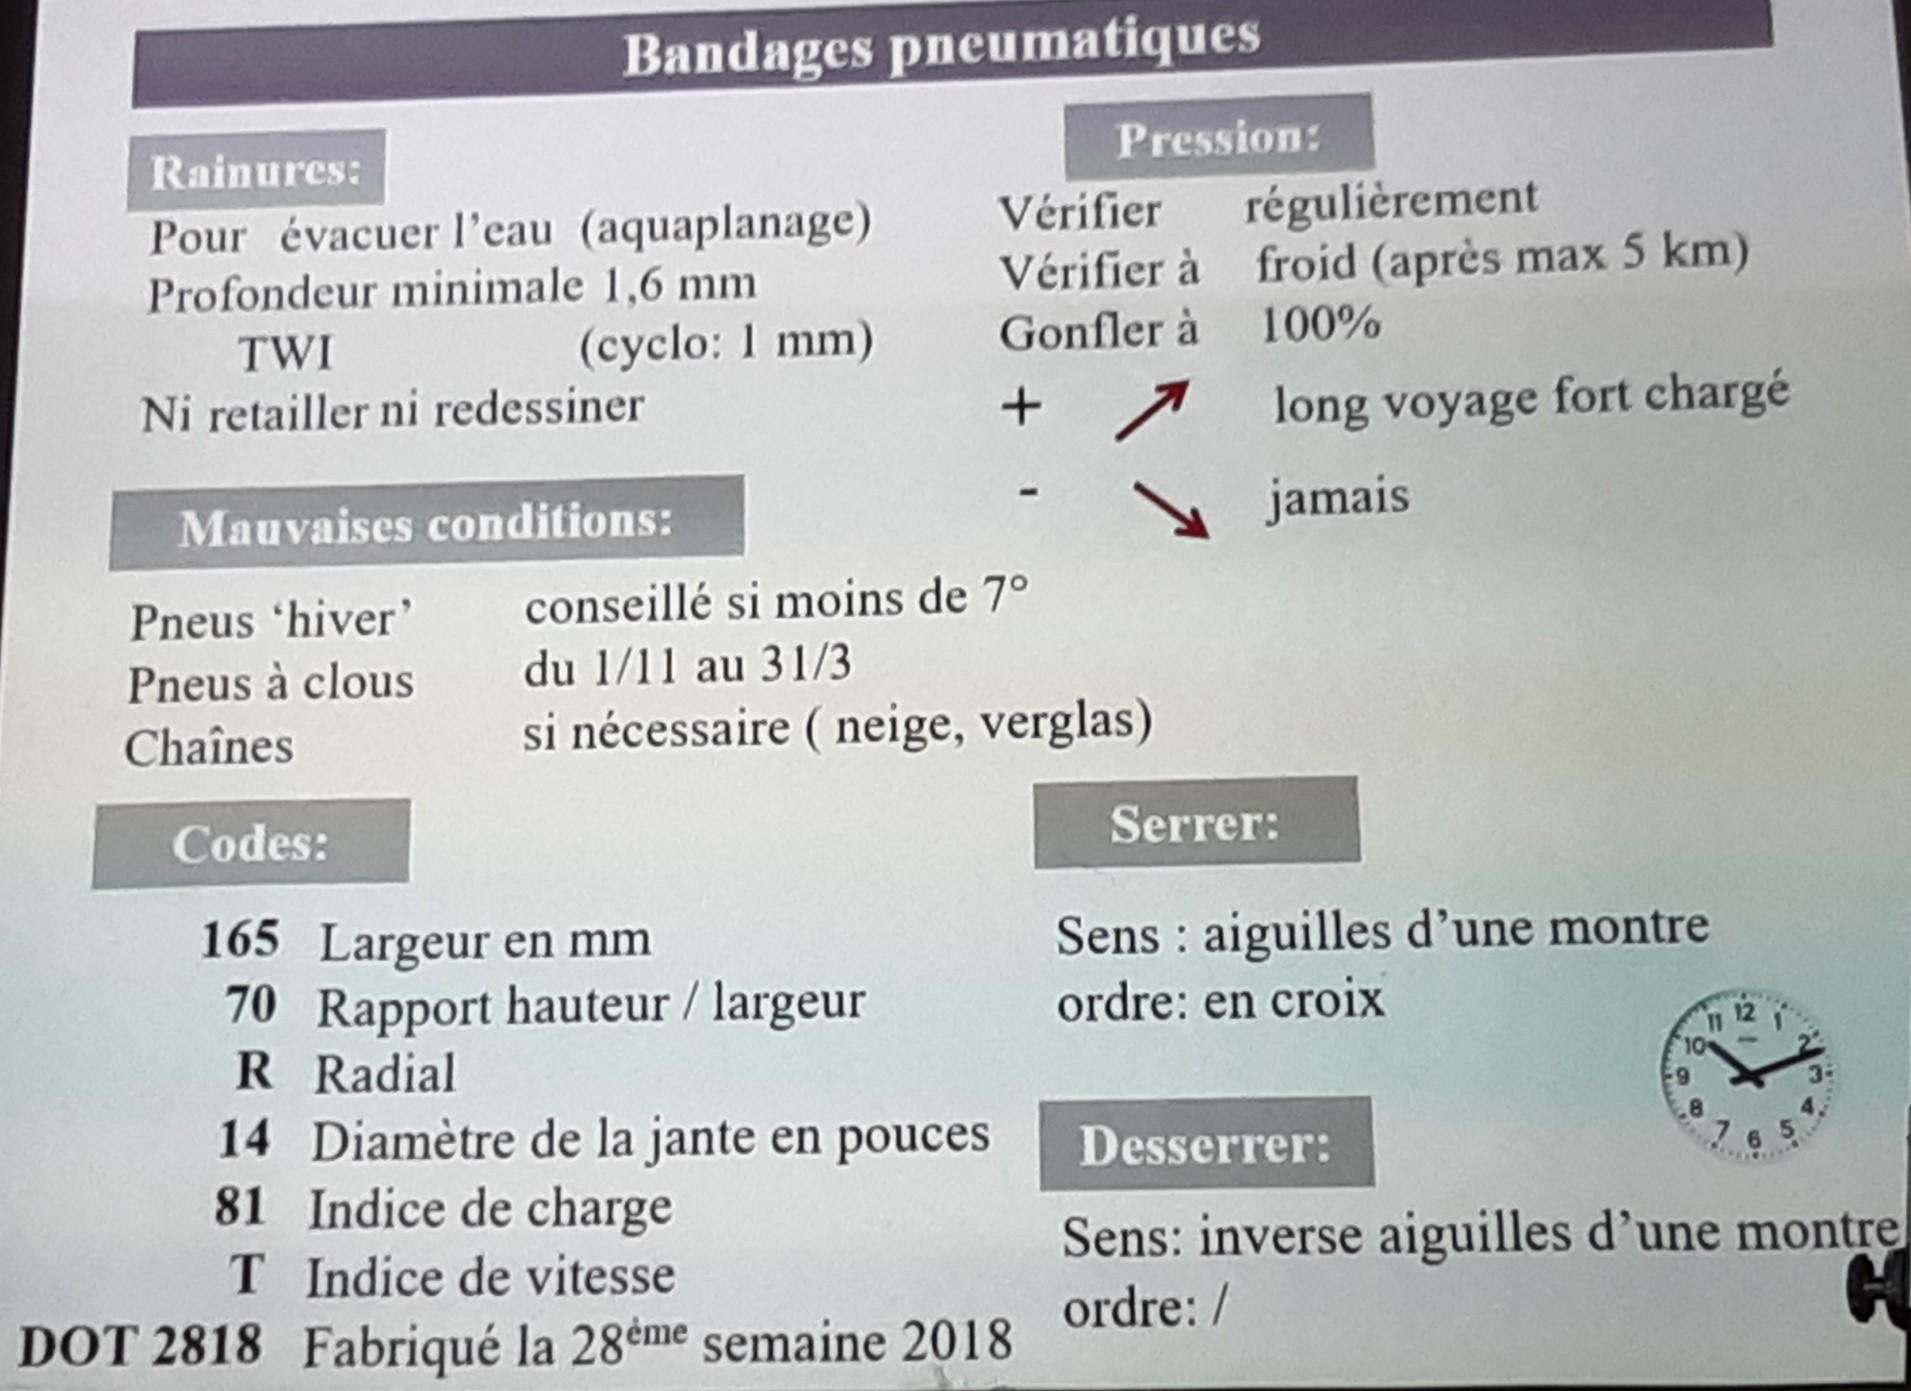 Bandages pneumatiques
Rainures:
Pour évacuer l'eau (aquaplanage)
Profondeur minimale 1,6 mm
TWI (cyclo: 1 mm)
Ni retailler ni redessiner
Pression:
Vérifier régulièrement
Vérifier à froid (après max 5 km)
Gonfler à 100%
+ long voyage fort chargé
- jamais
Mauvaises conditions:
Pneus ‘hiver’ conseillé si moins de 7°
Pneus à clous du 1/11 au 31/3
Chaînes si nécessaire ( neige, verglas)
Codes:
165 Largeur en mm
70 Rapport hauteur / largeur
R Radial
14 Diamètre de la jante en pouces
81 Indice de charge
T Indice de vitesse
DOT 2818 Fabriqué la 28ème semaine 2018
Serrer:
Sens : aiguilles d’une montre
ordre: en croix
12
1
2
3
4
5
6
7
8
9
10
11
Desserrer:
Sens: inverse aiguilles d’une montre
ordre: /